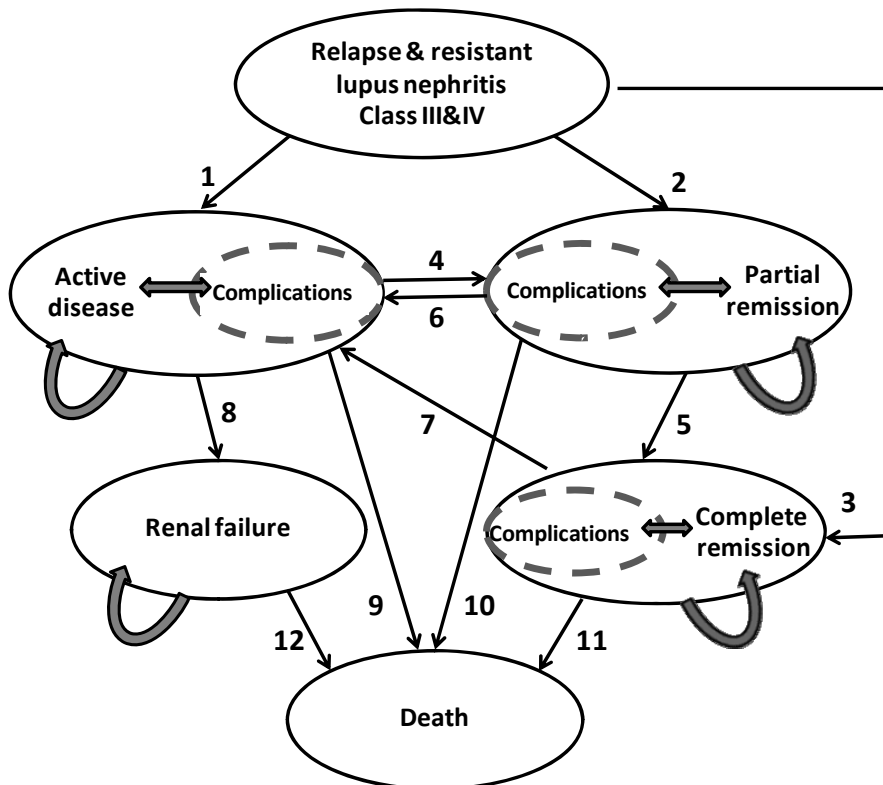 Relapse & resistant
lupus nephritis
Class III&IV
1
2
Active
disease
Complications
4
6
Complications
Partial
remission
8
7
5
Renal failure
Complications
Complete
remission
3
12
9
10
11
Death